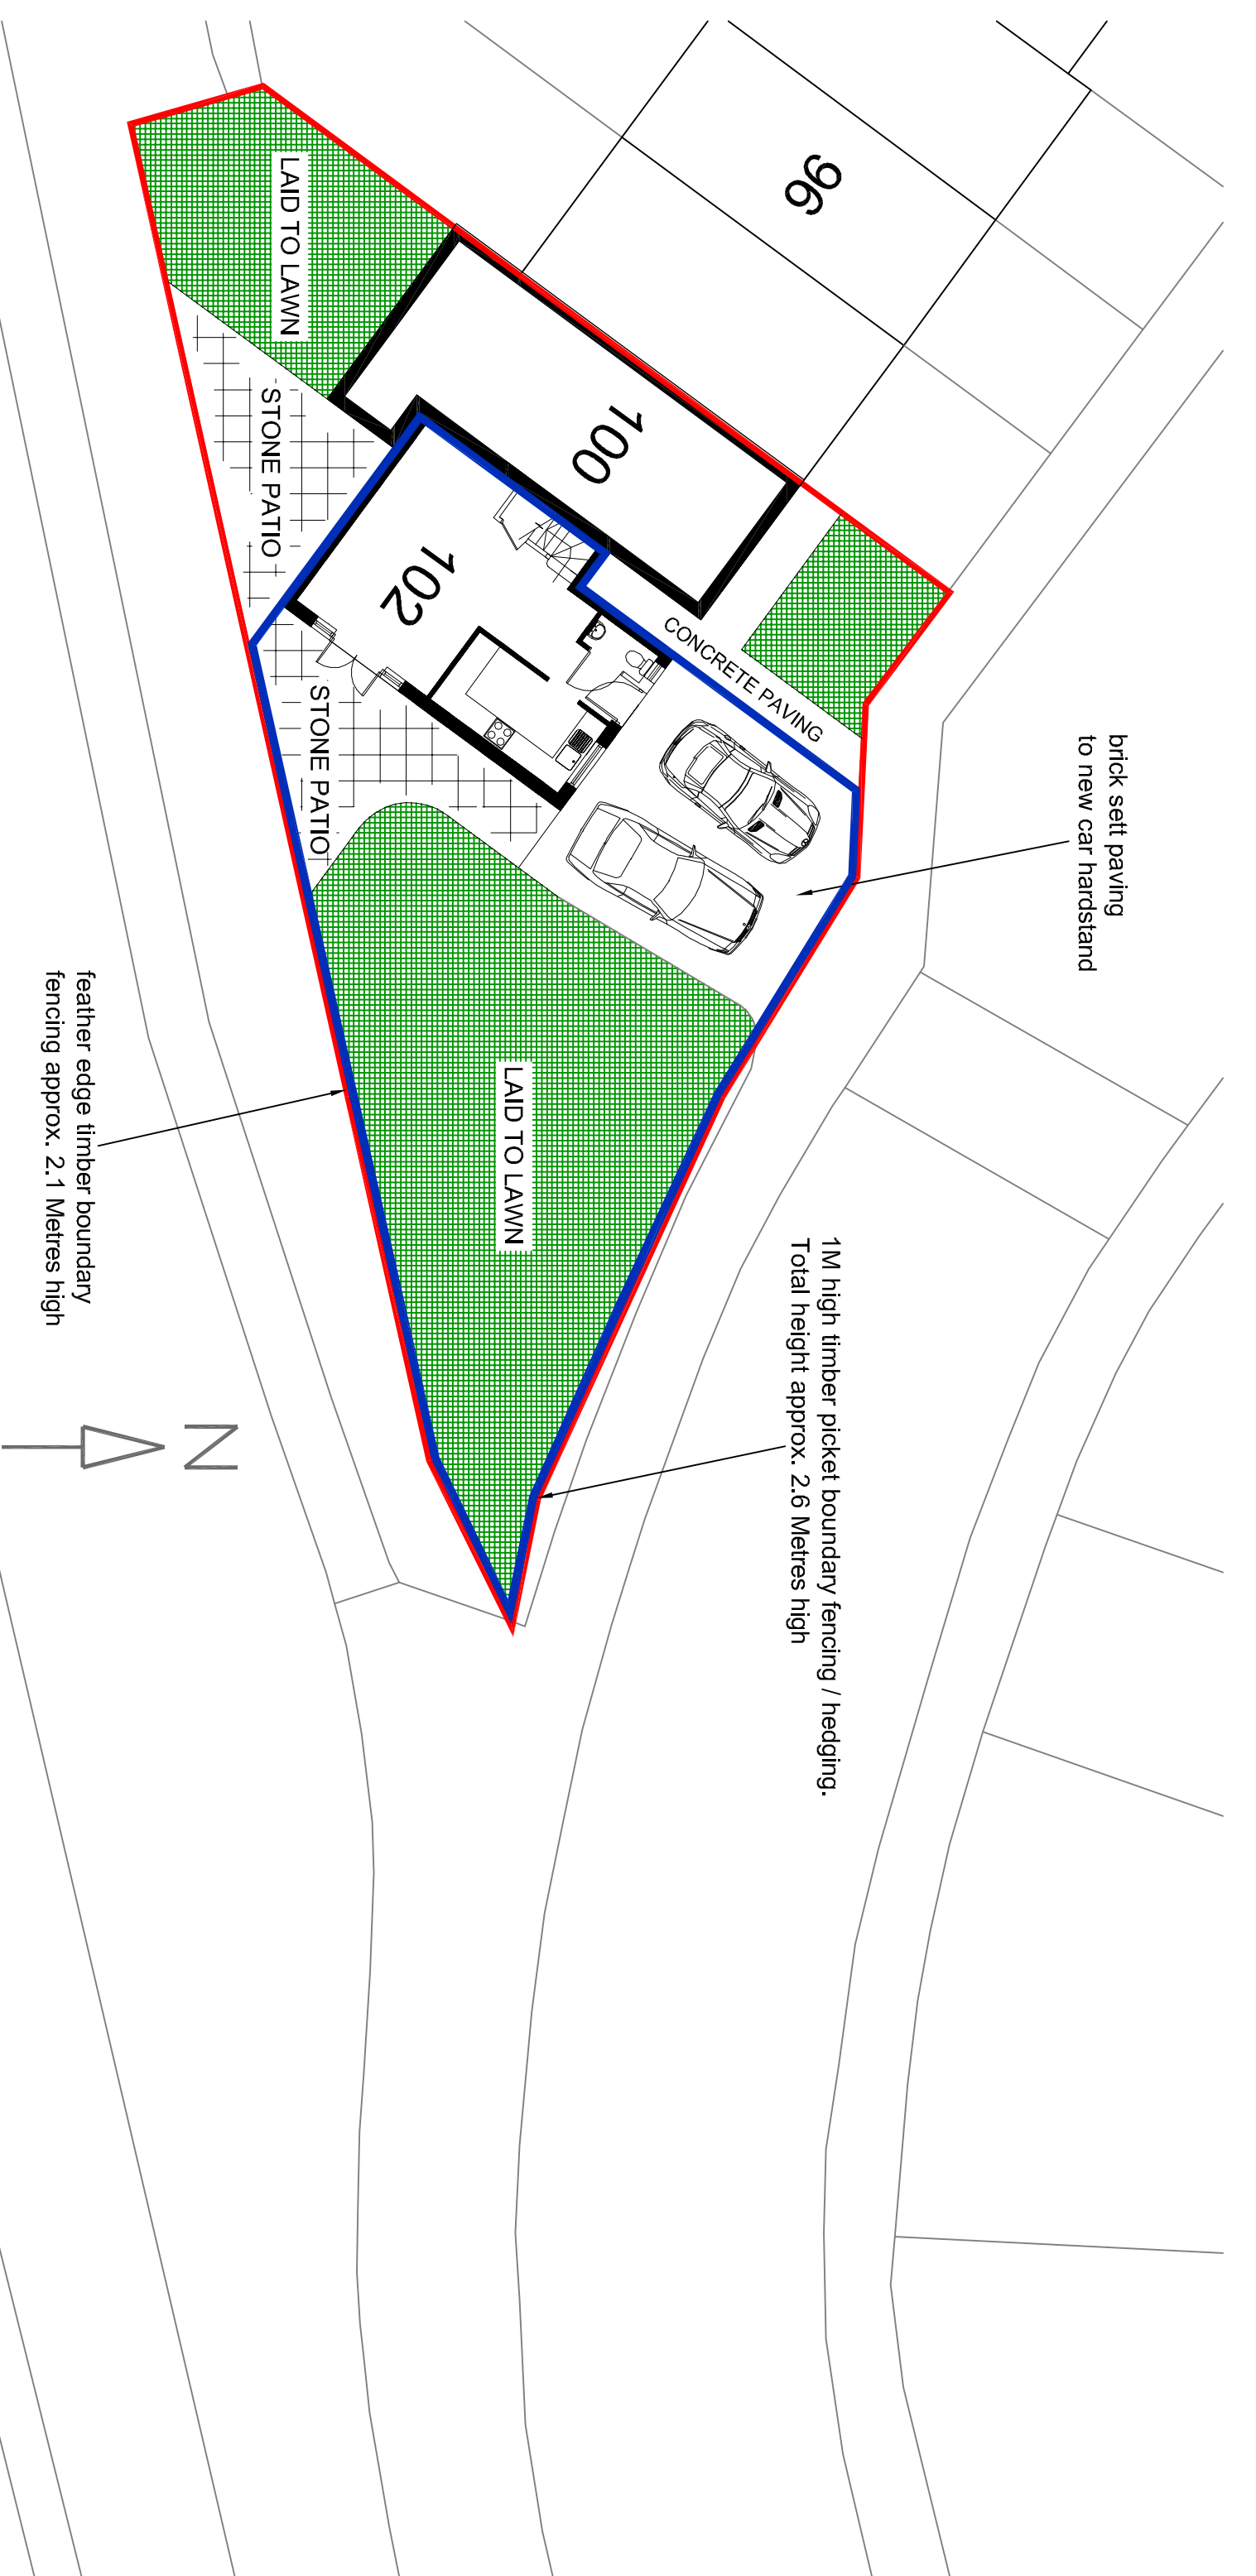 96
100
102
LAID TO LAWN
STONE PATIO
STONE PATIO
CONCRETE PAVING
LAID TO LAWN
brick sett paving
to new car hardstand
1M high timber picket boundary fencing / hedging.
Total height approx. 2.6 Metres high
feather edge timber boundary
fencing approx. 2.1 Metres high
N